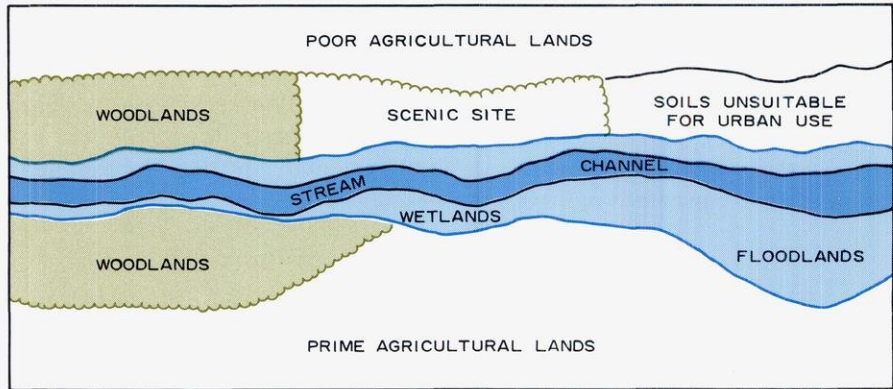 POOR AGRICULTURAL LANDS
WOODLANDS
SCENIC SITE
SOILS UNSUITABLE
FOR URBAN USE
STREAM
CHANNEL
WETLANDS
WOODLANDS
FLOODLANDS
PRIME AGRICULTURAL LANDS